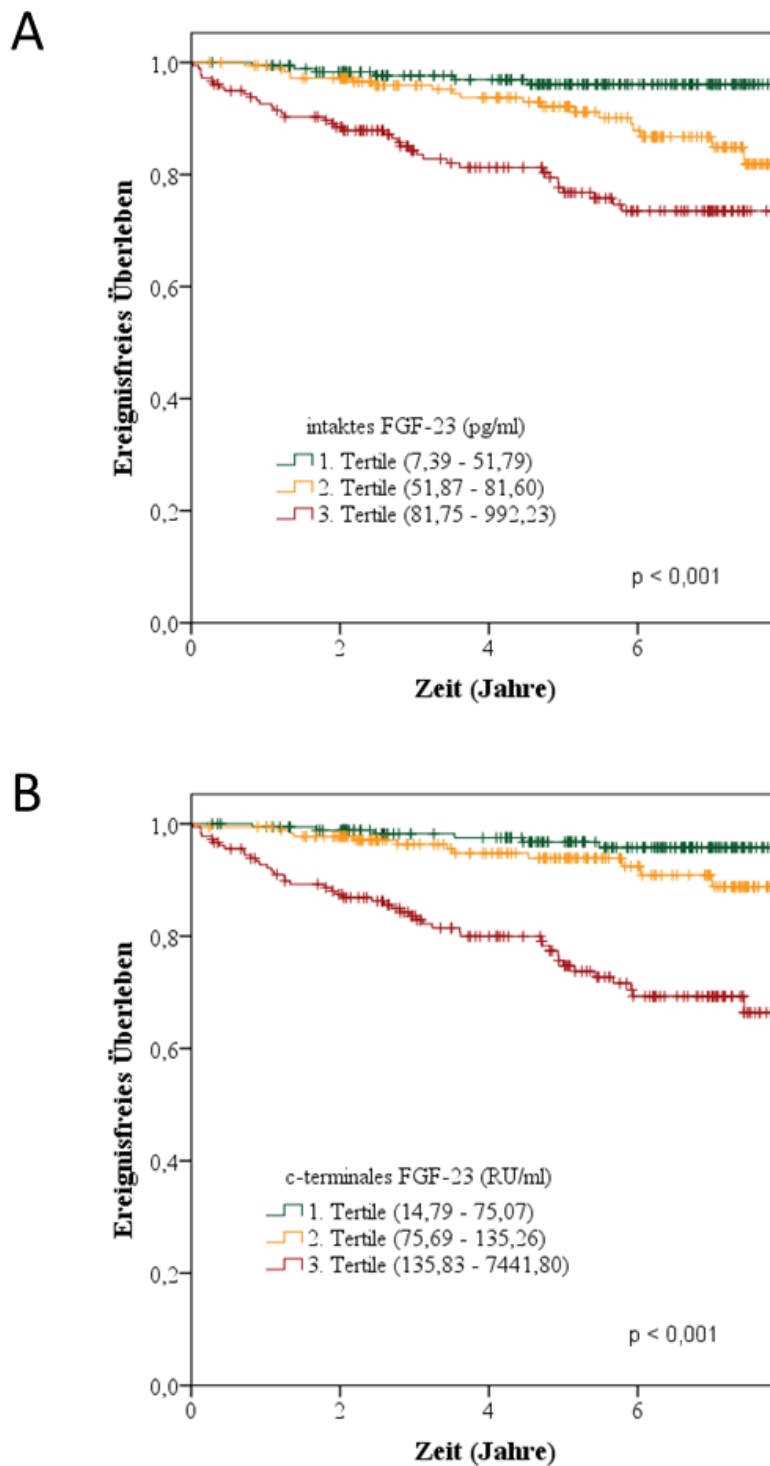 A
Ereignisfreies Überleben
1,0
0,8
0,6
0,4
0,2
0,0
intaktes FGF-23 (pg/ml)
1. Tertile (7,39 - 51,79)
2. Tertile (51,87 - 81,60)
3. Tertile (81,75 - 992,23)
p < 0,001
0 2 4 6
Zeit (Jahre)
B
Ereignisfreies Überleben
1,0
0,8
0,6
0,4
0,2
0,0
c-terminales FGF-23 (RU/ml)
1. Tertile (14,79 - 75,07)
2. Tertile (75,69 - 135,26)
3. Tertile (135,83 - 7441,80)
p < 0,001
0 2 4 6
Zeit (Jahre)